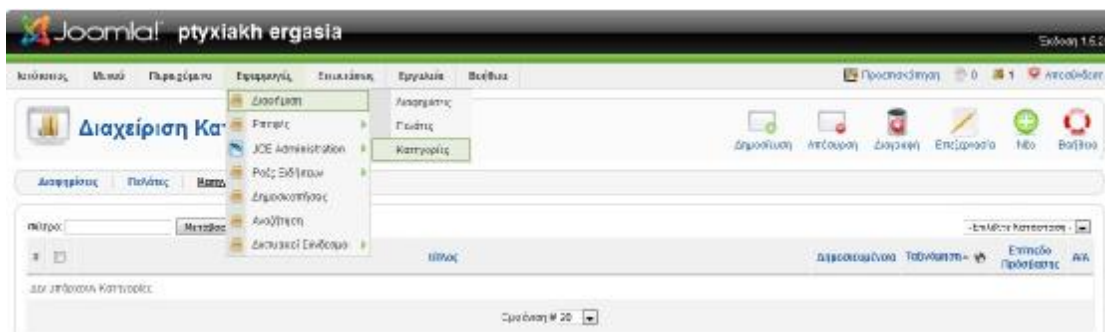 Joomla! ptyxiakh ergasia
Έκδοση 1.6.2
Ιστότοπος Μενού Περιεχόμενο Εφαρμογές Επεκτάσεις Εργαλεία Βοήθεια Προεπισκόπηση 0 1 Αποσύνδεση
Διαφήμιση Διαφημίσεις
Επαφές Πελάτες
JCE Administration Κατηγορίες
Ροές Ειδήσεων
Δημοσκοπήσεις
Αναζήτηση
Δικτυακοί Σύνδεσμοι
Διαχείριση Κατ
Δημοσίευση Απόσυρση Διαγραφή Επεξεργασία Νέο Βοήθεια
Διαφημίσεις Πελάτες
Φίλτρο:
- Επιλέξτε Κατάσταση -
# Τίτλος Δημοσιευμένο Ταξινόμηση Επίπεδο Πρόσβασης Α/Α
Δεν υπάρχουν Κατηγορίες
Εμφάνιση # 20